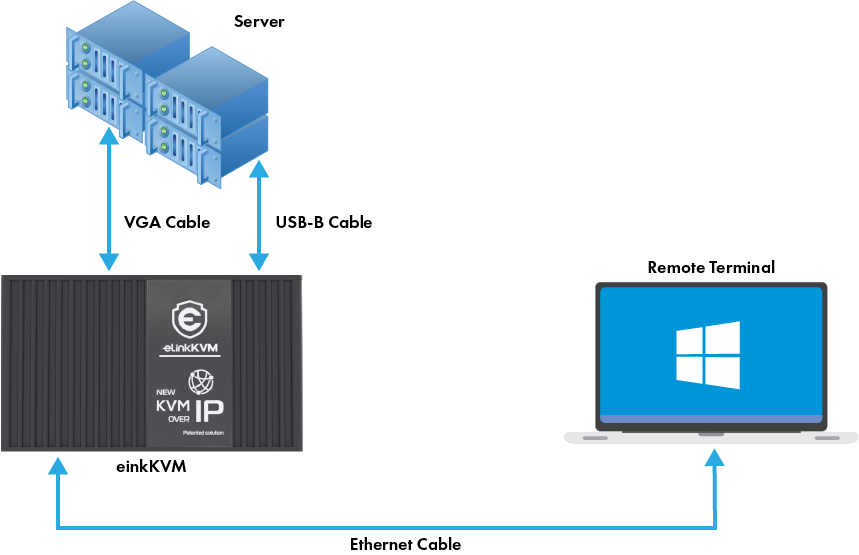 Server
VGA Cable
USB-B Cable
Remote Terminal
eLinkKVM
NEW
KVM
OVER
IP
Patented solution
einkKVM
Ethernet Cable